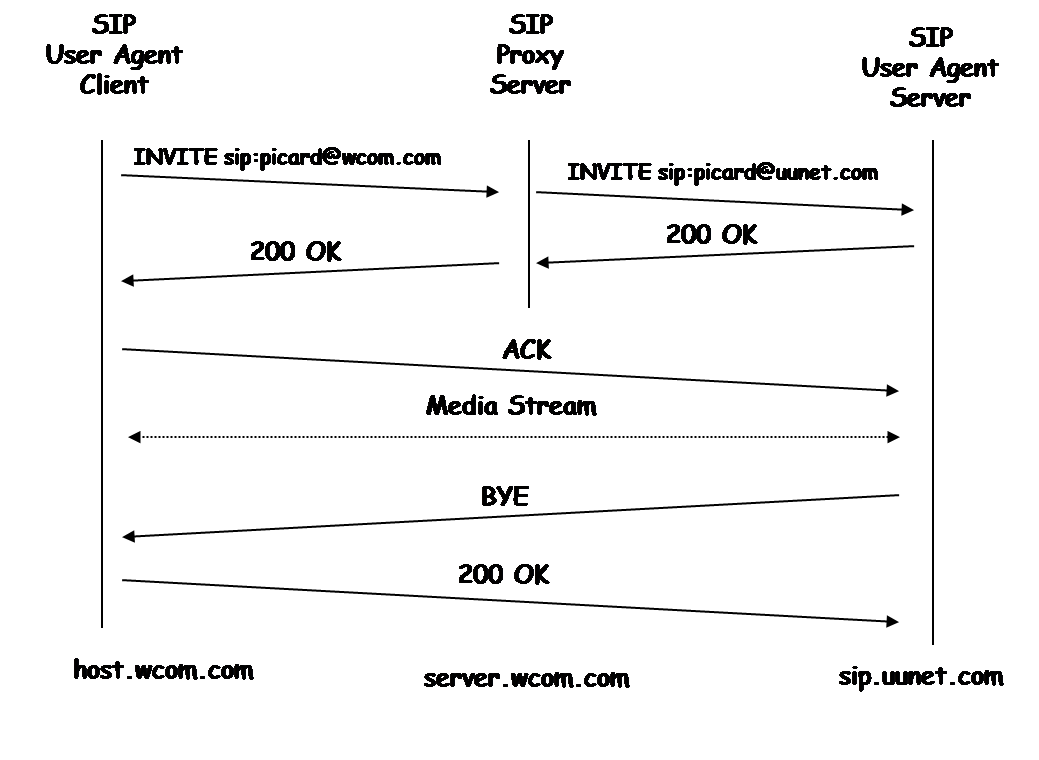 SIP
User Agent
Client
SIP
Proxy
Server
SIP
User Agent
Server
INVITE sip:picard@wcom.com
INVITE sip:picard@uunet.com
200 OK
200 OK
ACK
Media Stream
BYE
200 OK
host.wcom.com
server.wcom.com
sip.uunet.com